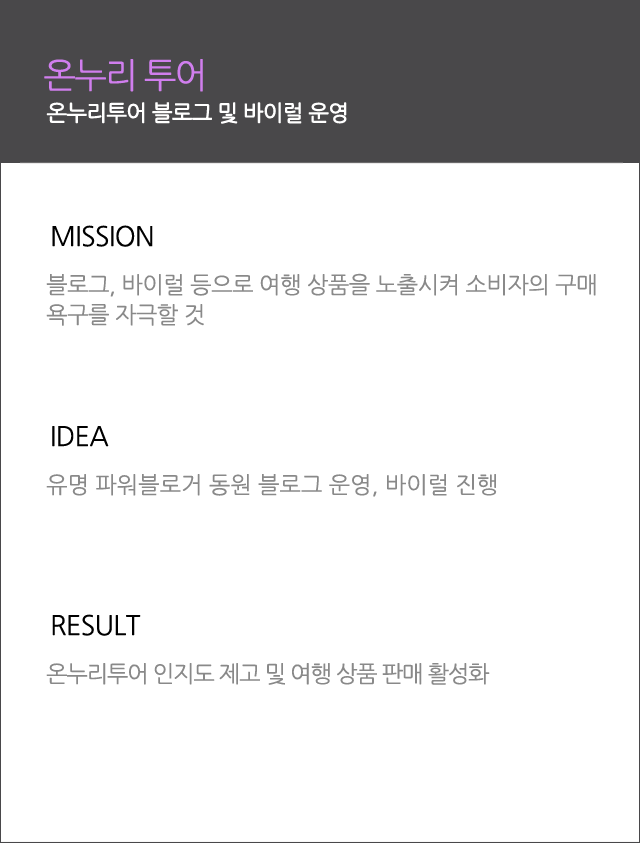 온누리 투어
온누리투어 블로그 및 바이럴 운영
MISSION
블로그, 바이럴 등으로 여행 상품을 노출시켜 소비자의 구매
욕구를 자극할 것
IDEA
유명 파워블로거 동원 블로그 운영, 바이럴 진행
RESULT
온누리투어 인지도 제고 및 여행 상품 판매 활성화